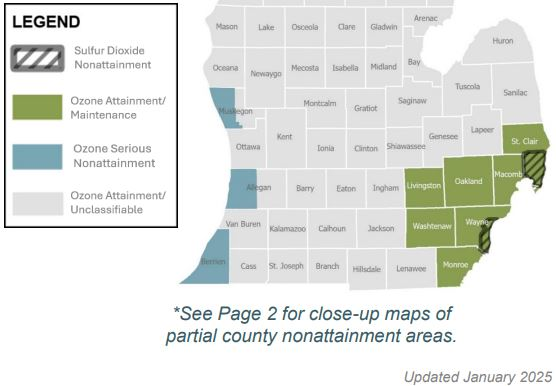 LEGEND
Sulfur Dioxide
Nonattainment
Ozone Attainment/
Maintenance
Ozone Serious
Nonattainment
Ozone Attainment/
Unclassifiable
Arenac
Mason Lake Osceola Clare Gladwin
Huron
Oceana Newaygo Mecosta Isabella Midland Bay
Tuscola Sanilac
Muskegon Montcalm Gratiot Saginaw
Genesee Lapeer St. Clair
Ottawa Kent Ionia Clinton Shiawassee
Livingston Oakland Macomb
Allegan Barry Eaton Ingham
Van Buren Kalamazoo Calhoun Jackson Washtenaw Wayne
Berrien Cass St. Joseph Branch Hillsdale Lenawee Monroe
*See Page 2 for close-up maps of
partial county nonattainment areas.
Updated January 2025